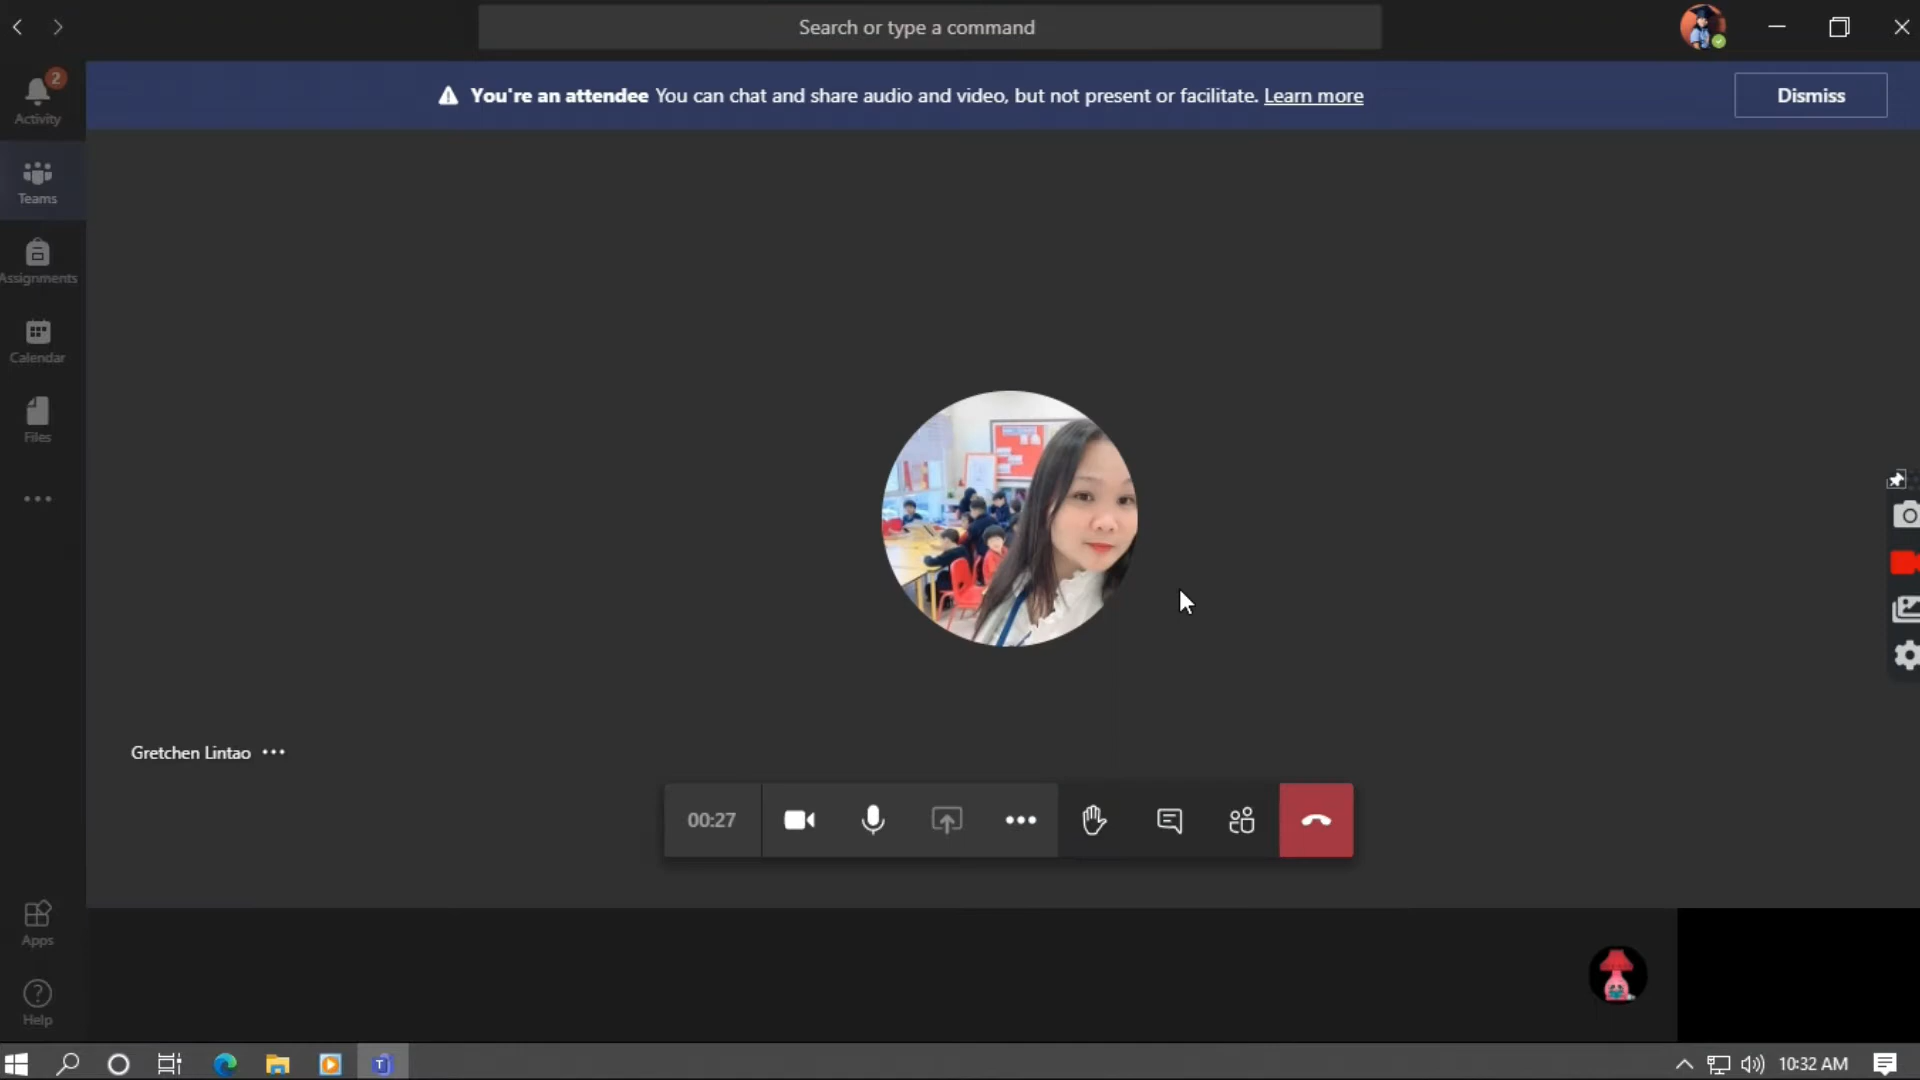 Search or type a command
2
Activity
You're an attendee You can chat and share audio and video, but not present or facilitate. Learn more
Dismiss
Teams
Assignments
Calendar
Files
Gretchen Lintao
00:27
Apps
Help
10:32 AM